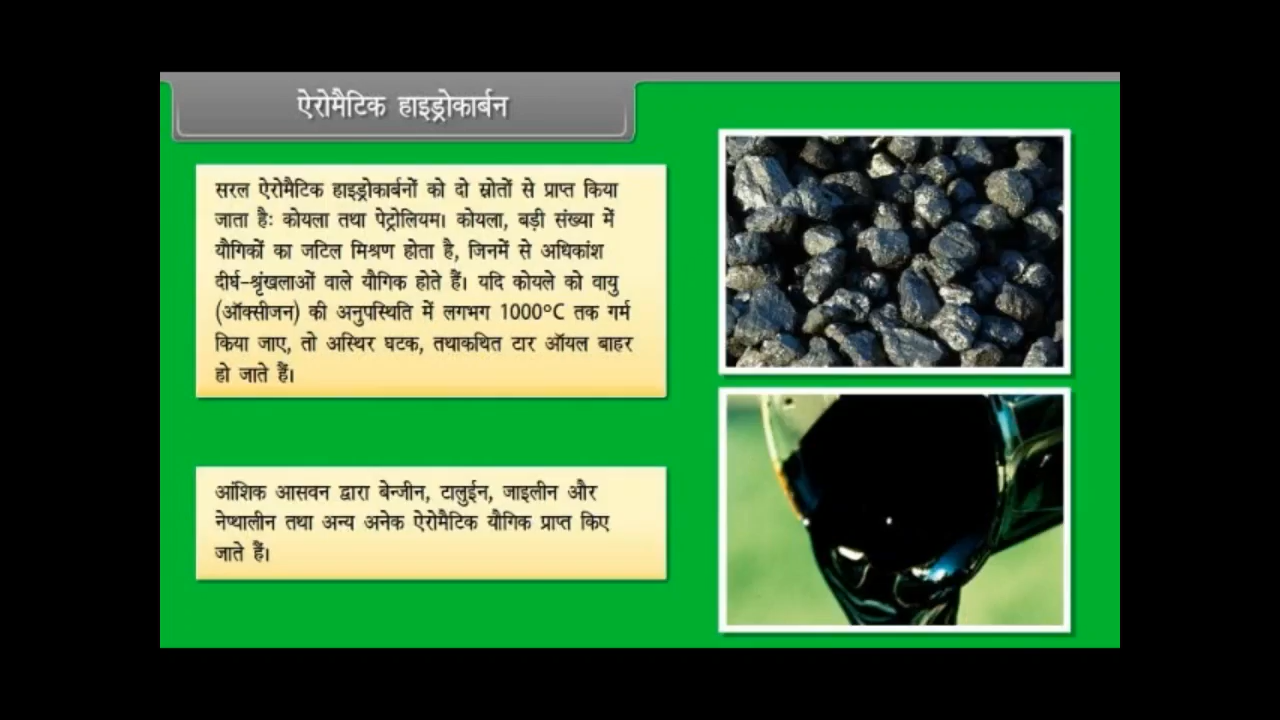 ऐरोमैटिक हाइड्रोकार्बन
सरल ऐरोमैटिक हाइड्रोकार्बनों को दो स्रोतों से प्राप्त किया
जाता है: कोयला तथा पेट्रोलियम। कोयला, बड़ी संख्या में
यौगिकों का जटिल मिश्रण होता है, जिनमें से अधिकांश
दीर्घ-श्रृंखलाओं वाले यौगिक होते हैं। यदि कोयले को वायु
(ऑक्सीजन) की अनुपस्थिति में लगभग 1000°C तक गर्म
किया जाए, तो अस्थिर घटक, तथाकथित टार ऑयल बाहर
हो जाते हैं।
आंशिक आसवन द्वारा बेन्जीन, टालुईन, जाइलीन और
नेप्थालीन तथा अन्य अनेक ऐरोमैटिक यौगिक प्राप्त किए
जाते हैं।